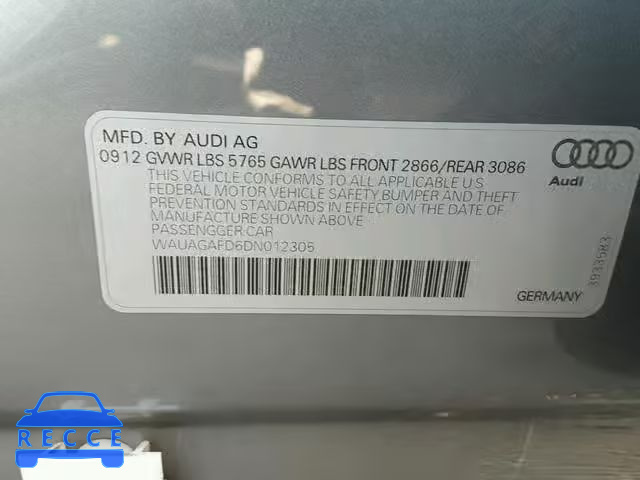 MFD. BY AUDI AG
0912 GVWR LBS 5765 GAWR LBS FRONT 2866/REAR 3086
THIS VEHICLE CONFORMS TO ALL APPLICABLE U.S.
FEDERAL MOTOR VEHICLE SAFETY BUMPER AND THEFT
PREVENTION STANDARDS IN EFFECT ON THE DATE OF
MANUFACTURE SHOWN ABOVE
PASSENGGER CAR
WAUAGAFD6DN012305
Audi
3933583
GERMANY
RECCE